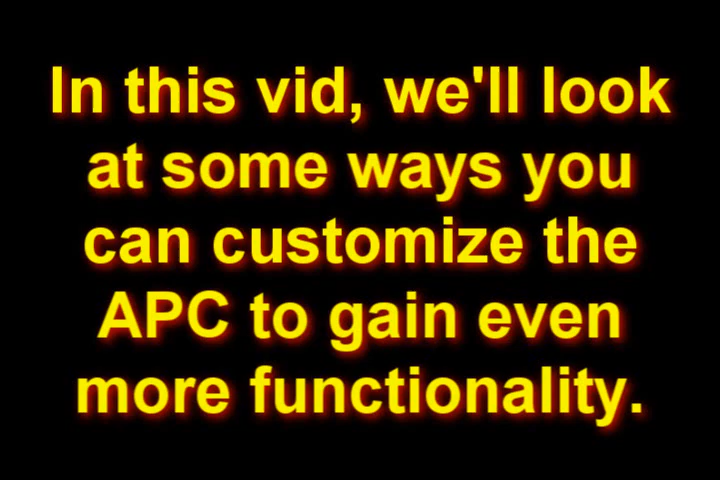 In this vid, we'll look
at some ways you
can customize the
APC to gain even
more functionality.